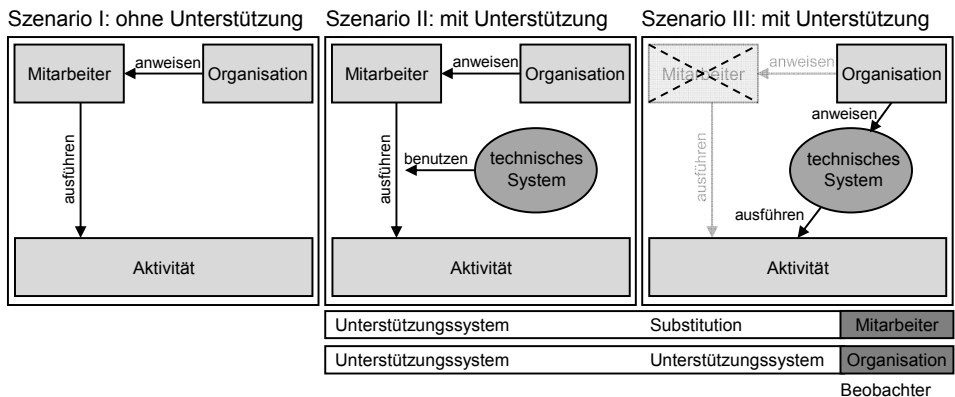 Szenario I: ohne Unterstützung
Szenario II: mit Unterstützung
Szenario III: mit Unterstützung
Mitarbeiter
anweisen
Organisation
ausführen
Aktivität
Mitarbeiter
anweisen
Organisation
ausführen
benutzen
technisches
System
Aktivität
Mitarbeiter
anweisen
Organisation
anweisen
ausführen
technisches
System
ausführen
Aktivität
Unterstützungssystem
Substitution
Mitarbeiter
Unterstützungssystem
Unterstützungssystem
Organisation
Beobachter